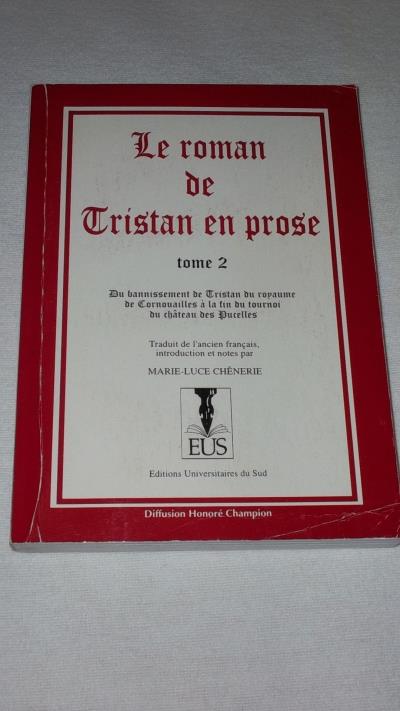 Le roman
de
Tristan en prose
tome 2
Du bannissement de Tristan du royaume
de Cornouailles à la fin du tournoi
du château des Pucelles
Traduit de l'ancien français,
introduction et notes par
MARIE-LUCE CHÊNERIE
EUS
Editions Universitaires du Sud
Diffusion Honoré Champion